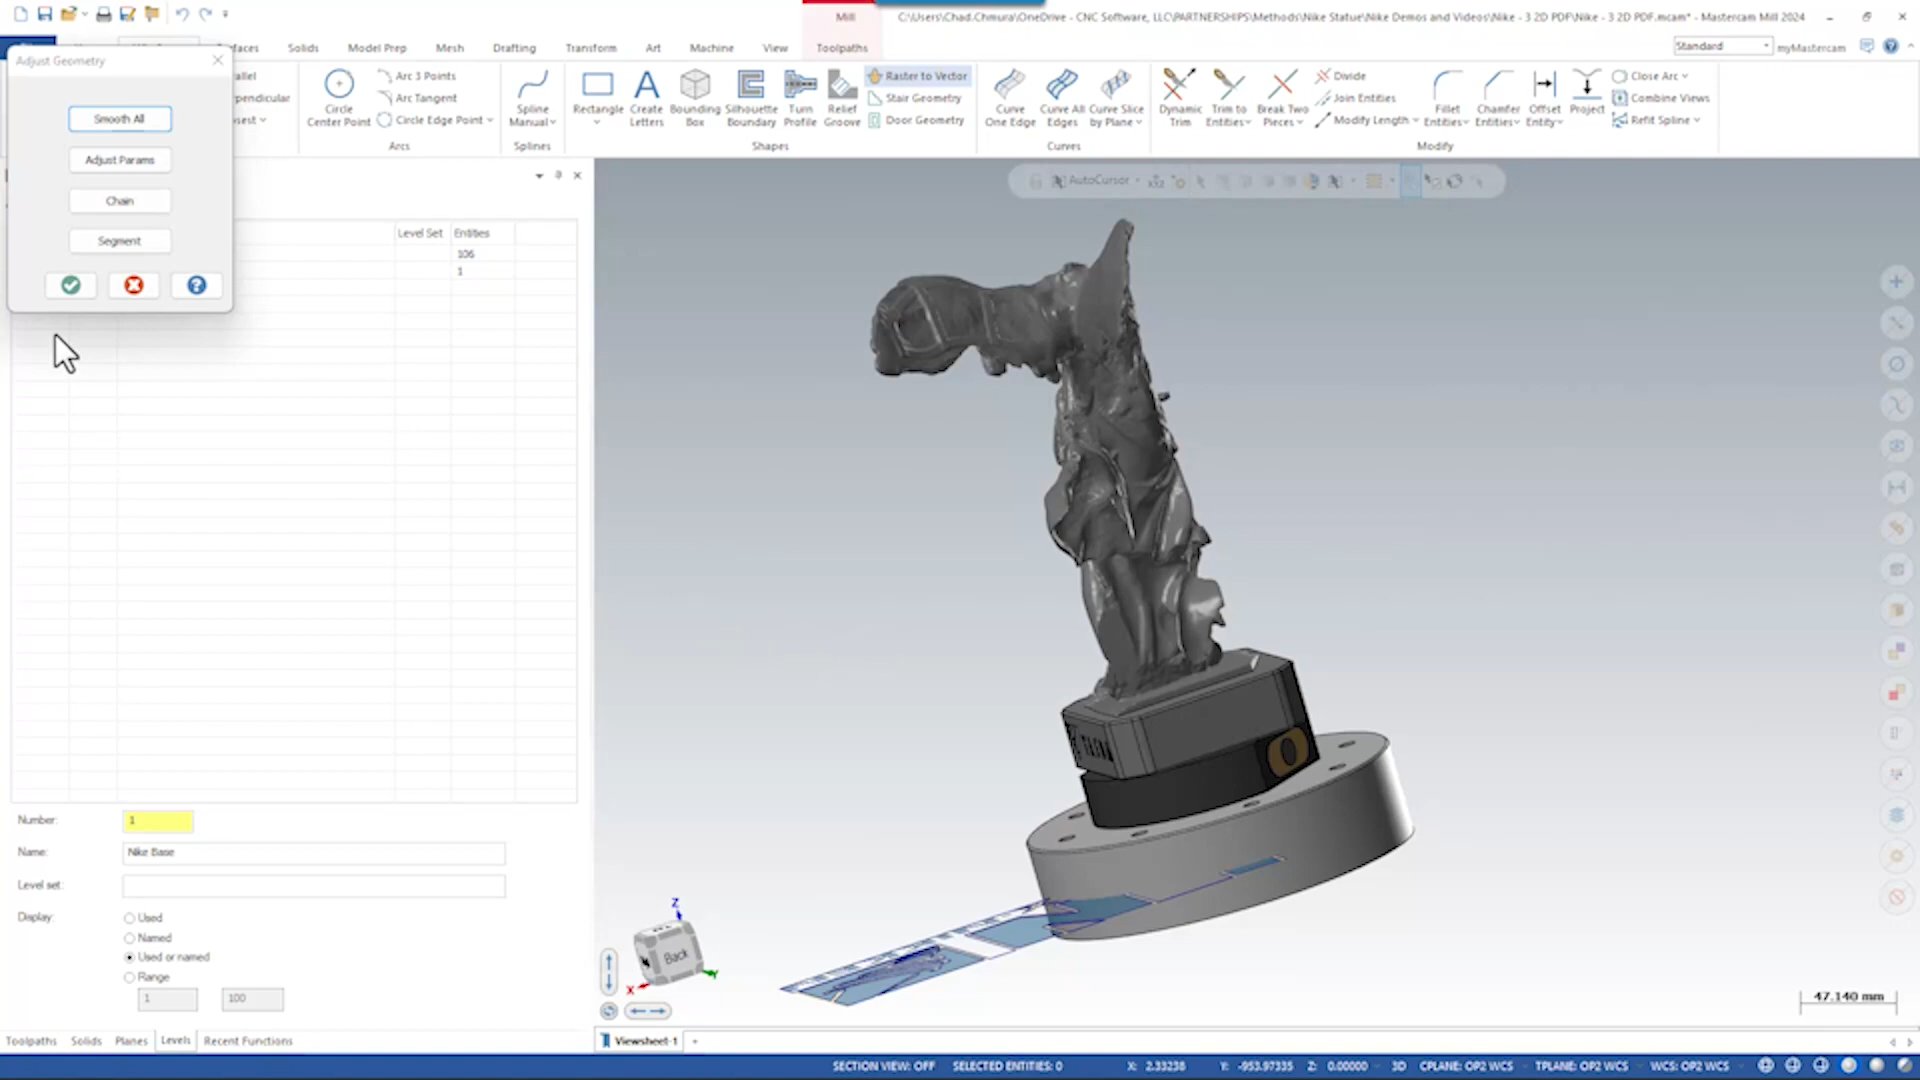 Mill
C:\Users\Chad.Chmura\OneDrive - CNC Software, LLC\PARTNERSHIPS\Methods\Nike Statue\Nike Demos and Videos\Nike - 3 2D PDF\Nike - 3 2D PDF.mcam* - Mastercam Mill 2024
Solids
Model Prep
Mesh
Drafting
Transform
Art
Machine
View
Toolpaths
Standard
myMastercam
Adjust Geometry
Smooth All
Adjust Params
Chain
Segment
Circle
Center Point
Arc 3 Points
Arc Tangent
Circle Edge Point
Arcs
Spline
Manual
Splines
Rectangle
Create
Letters
Bounding
Box
Silhouette
Boundary
Turn
Profile
Relief
Groove
Raster to Vector
Stair Geometry
Door Geometry
Shapes
Curve
One Edge
Curve All
Edges
Curve Slice
by Plane
Curves
Dynamic
Trim
Trim to
Entities
Break Two
Pieces
Divide
Join Entities
Modify Length
Fillet
Entities
Chamfer
Entities
Offset
Entity
Project
Close Arc
Combine Views
Refit Spline
Modify
AutoCursor
Level Set
Entities
106
1
Number:
1
Name:
Nike Base
Level set:
Display:
Used
Named
Used or named
Range
1
100
Toolpaths
Solids
Planes
Levels
Recent Functions
Z
Back
X
Y
47.140 mm
Viewsheet-1
SECTION VIEW: OFF
SELECTED ENTITIES: 0
X: 2.33238
Y: -953.97335
Z: 0.00000
3D
CPLANE: OP2 WCS
TPLANE: OP2 WCS
WCS: OP2 WCS